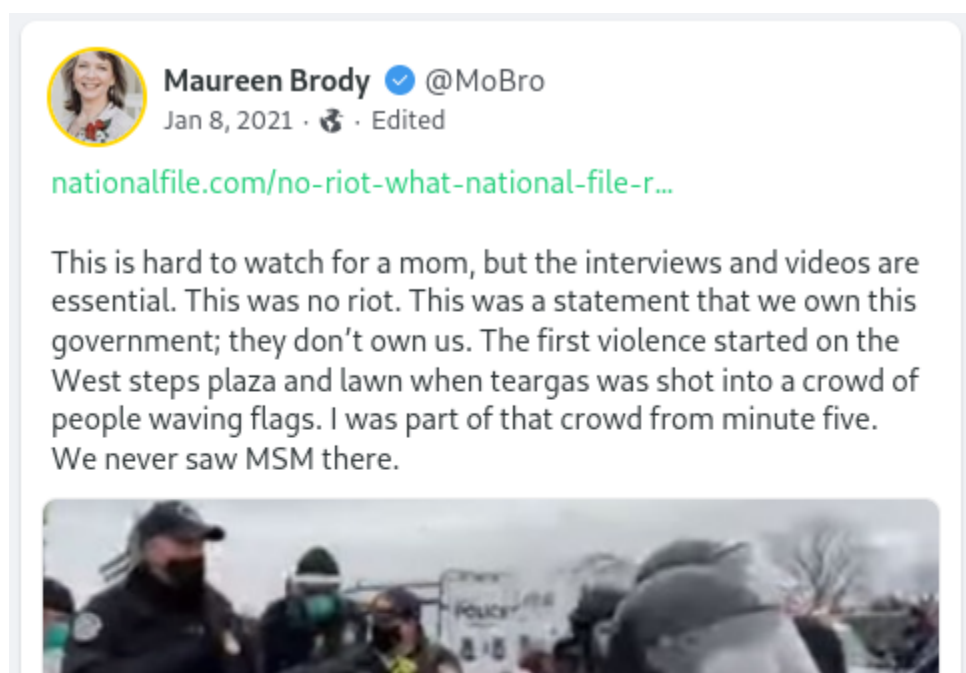 Maureen Brody @MoBro
Jan 8, 2021 · · Edited
nationalfile.com/no-riot-what-national-file-r...
This is hard to watch for a mom, but the interviews and videos are
essential. This was no riot. This was a statement that we own this
government; they don’t own us. The first violence started on the
West steps plaza and lawn when teargas was shot into a crowd of
people waving flags. I was part of that crowd from minute five.
We never saw MSM there.
POLICE